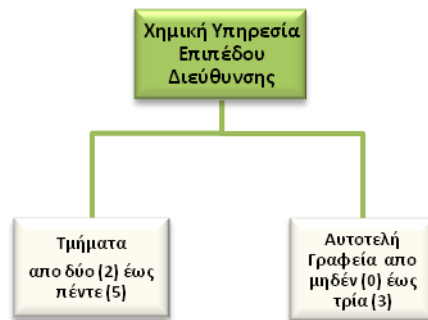 Χημική Υπηρεσία
Επιπέδου
Διεύθυνσης
Τμήματα
απο δύο (2) έως
πέντε (5)
Αυτοτελή
Γραφεία απο
μηδέν (0) έως
τρία (3)